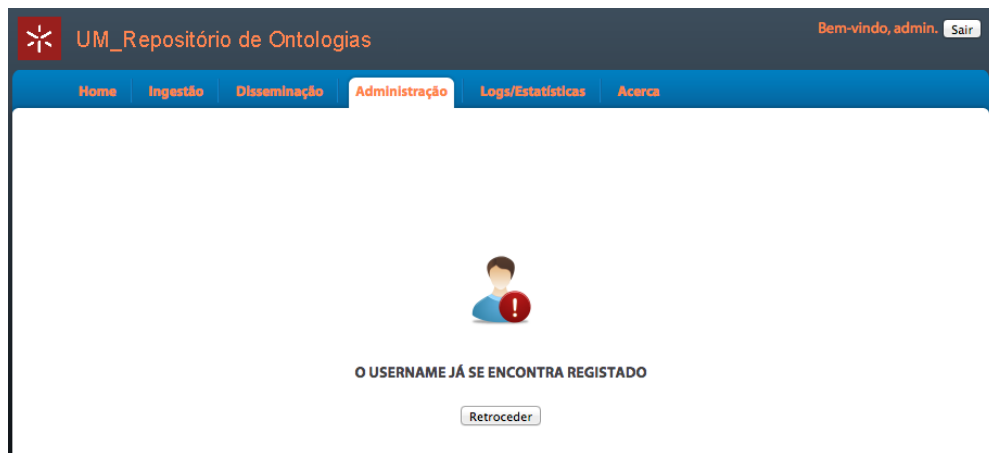 UM_Repositório de Ontologias
Bem-vindo, admin. Sair
Home Ingestão Disseminação Administração Logs/Estatísticas Acerca
O USERNAME JÁ SE ENCONTRA REGISTADO
Retroceder